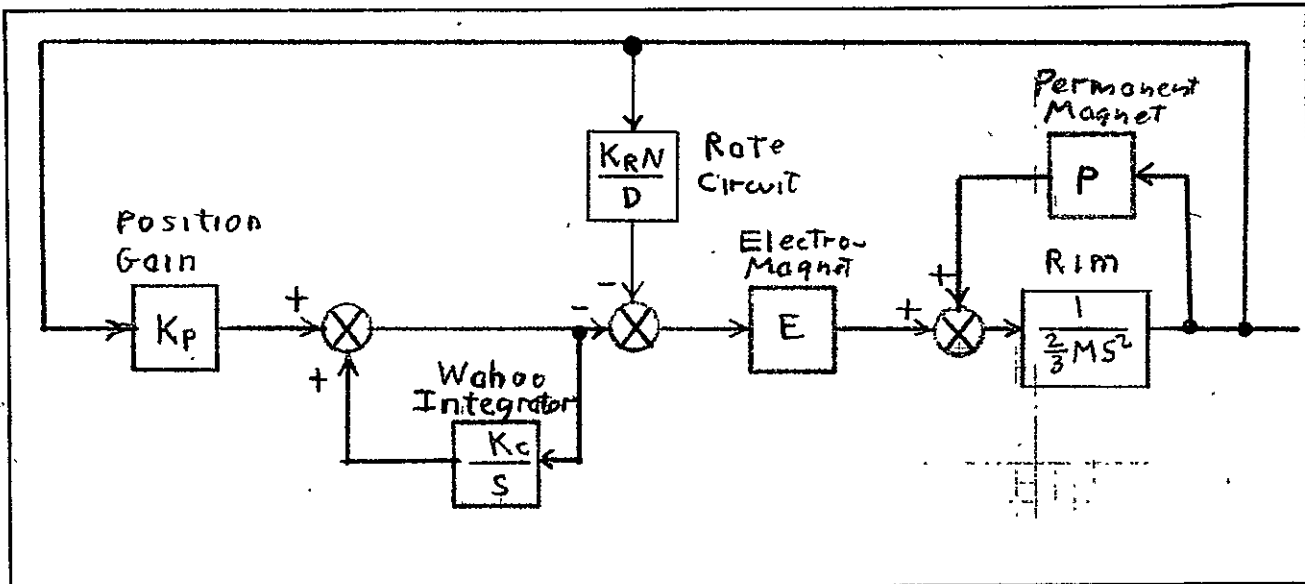 Permanent
Magnet
P
Rate
Circuit
KRN
D
-
Position
Gain
KP
+
+
-
Electro-
Magnet
E
+
+
Rim
1
2/3 MS²
Wahoo
Integrator
Kc
S